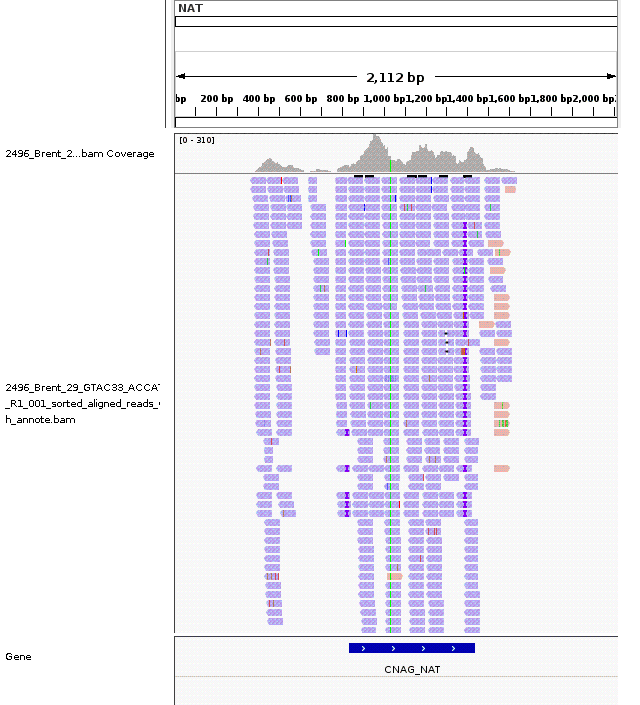 NAT
2,112 bp
bp 200 bp 400 bp 600 bp 800 bp 1,000 bp 1,200 bp 1,400 bp 1,600 bp 1,800 bp 2,000 bp
[0 - 310]
2496_Brent_2...bam Coverage
2496_Brent_29_GTAC33_ACCAT
_R1_001_sorted_aligned_reads_
h_annote.bam
Gene
CNAG_NAT